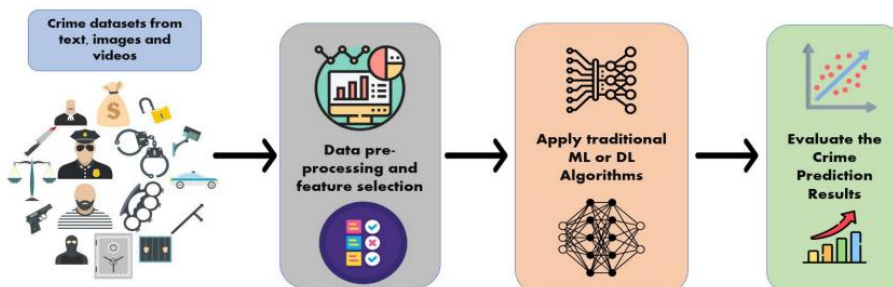 Crime datasets from
text, images and
videos
$
Data pre-
processing and
feature selection
Apply traditional
ML or DL
Algorithms
Evaluate the
Crime
Prediction
Results